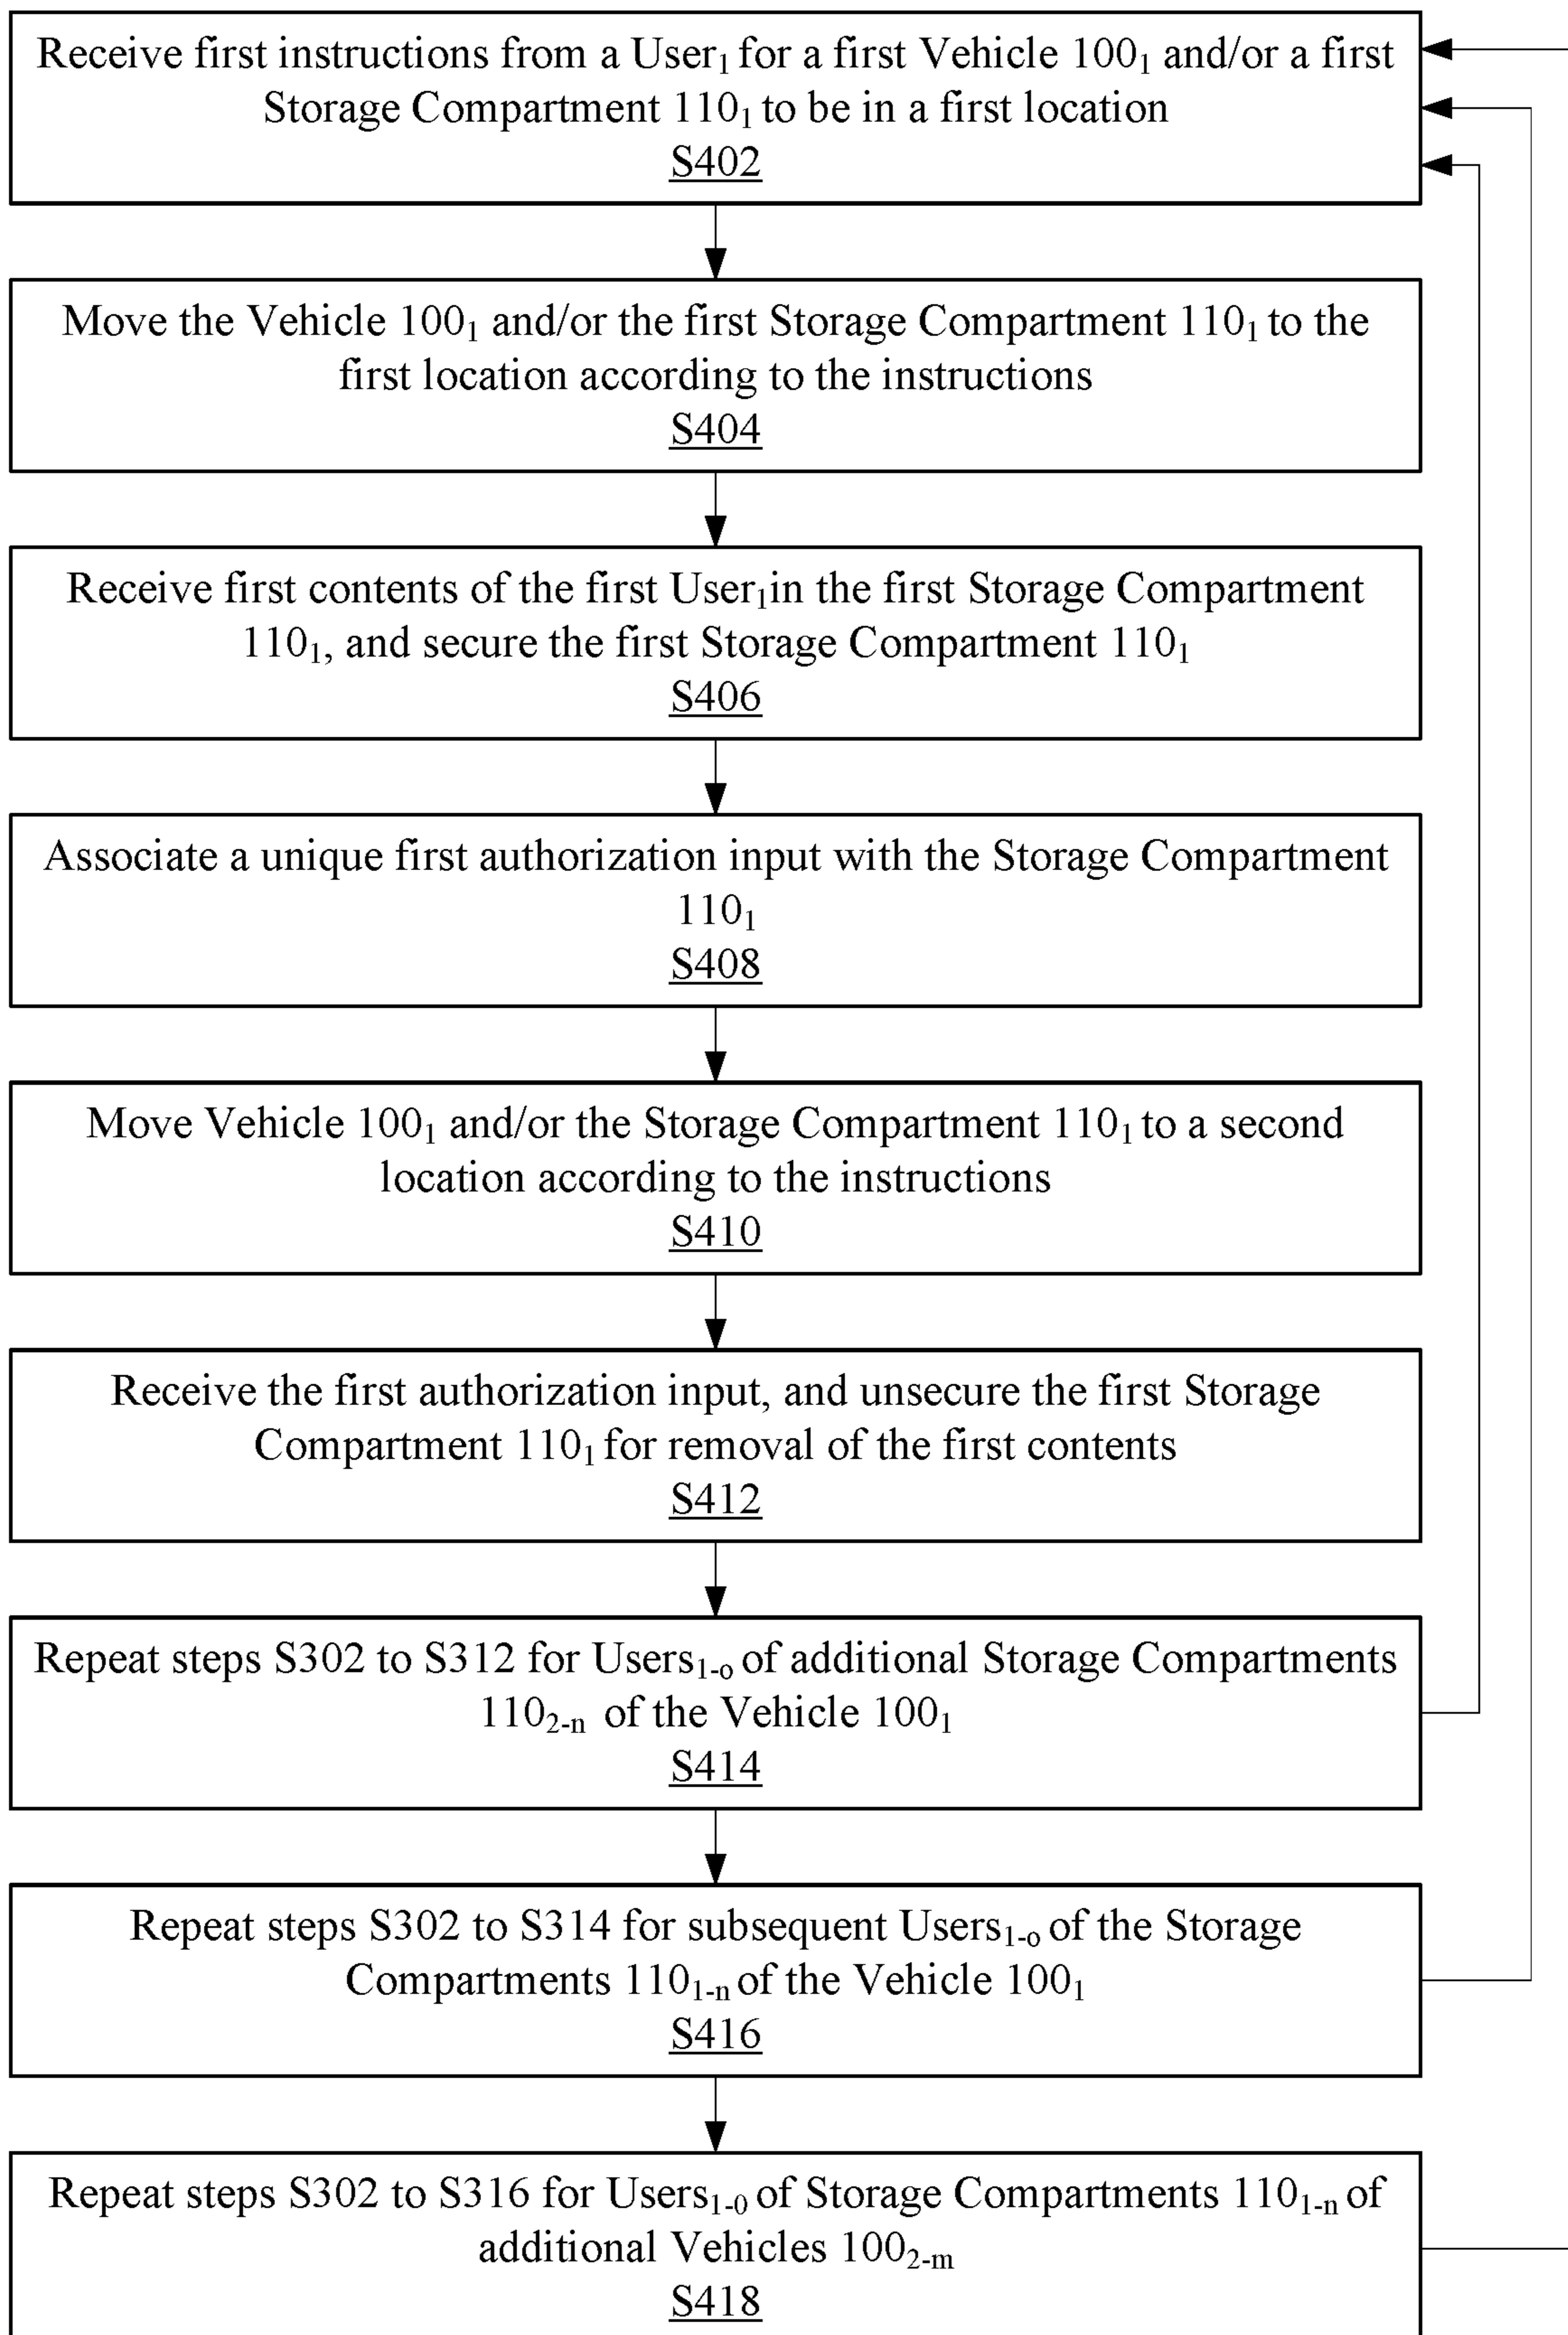 Receive first instructions from a User₁ for a first Vehicle 100₁ and/or a first
Storage Compartment 110₁ to be in a first location
S402
Move the Vehicle 100₁ and/or the first Storage Compartment 110₁ to the
first location according to the instructions
S404
Receive first contents of the first User₁in the first Storage Compartment
110₁, and secure the first Storage Compartment 110₁
S406
Associate a unique first authorization input with the Storage Compartment
110₁
S408
Move Vehicle 100₁ and/or the Storage Compartment 110₁ to a second
location according to the instructions
S410
Receive the first authorization input, and unsecure the first Storage
Compartment 110₁ for removal of the first contents
S412
Repeat steps S302 to S312 for Users₁₋ₒ of additional Storage Compartments
110₂₋ₙ of the Vehicle 100₁
S414
Repeat steps S302 to S314 for subsequent Users₁₋ₒ of the Storage
Compartments 110₁₋ₙ of the Vehicle 100₁
S416
Repeat steps S302 to S316 for Users₁₋₀ of Storage Compartments 110₁₋ₙ of
additional Vehicles 100₂₋ₘ
S418